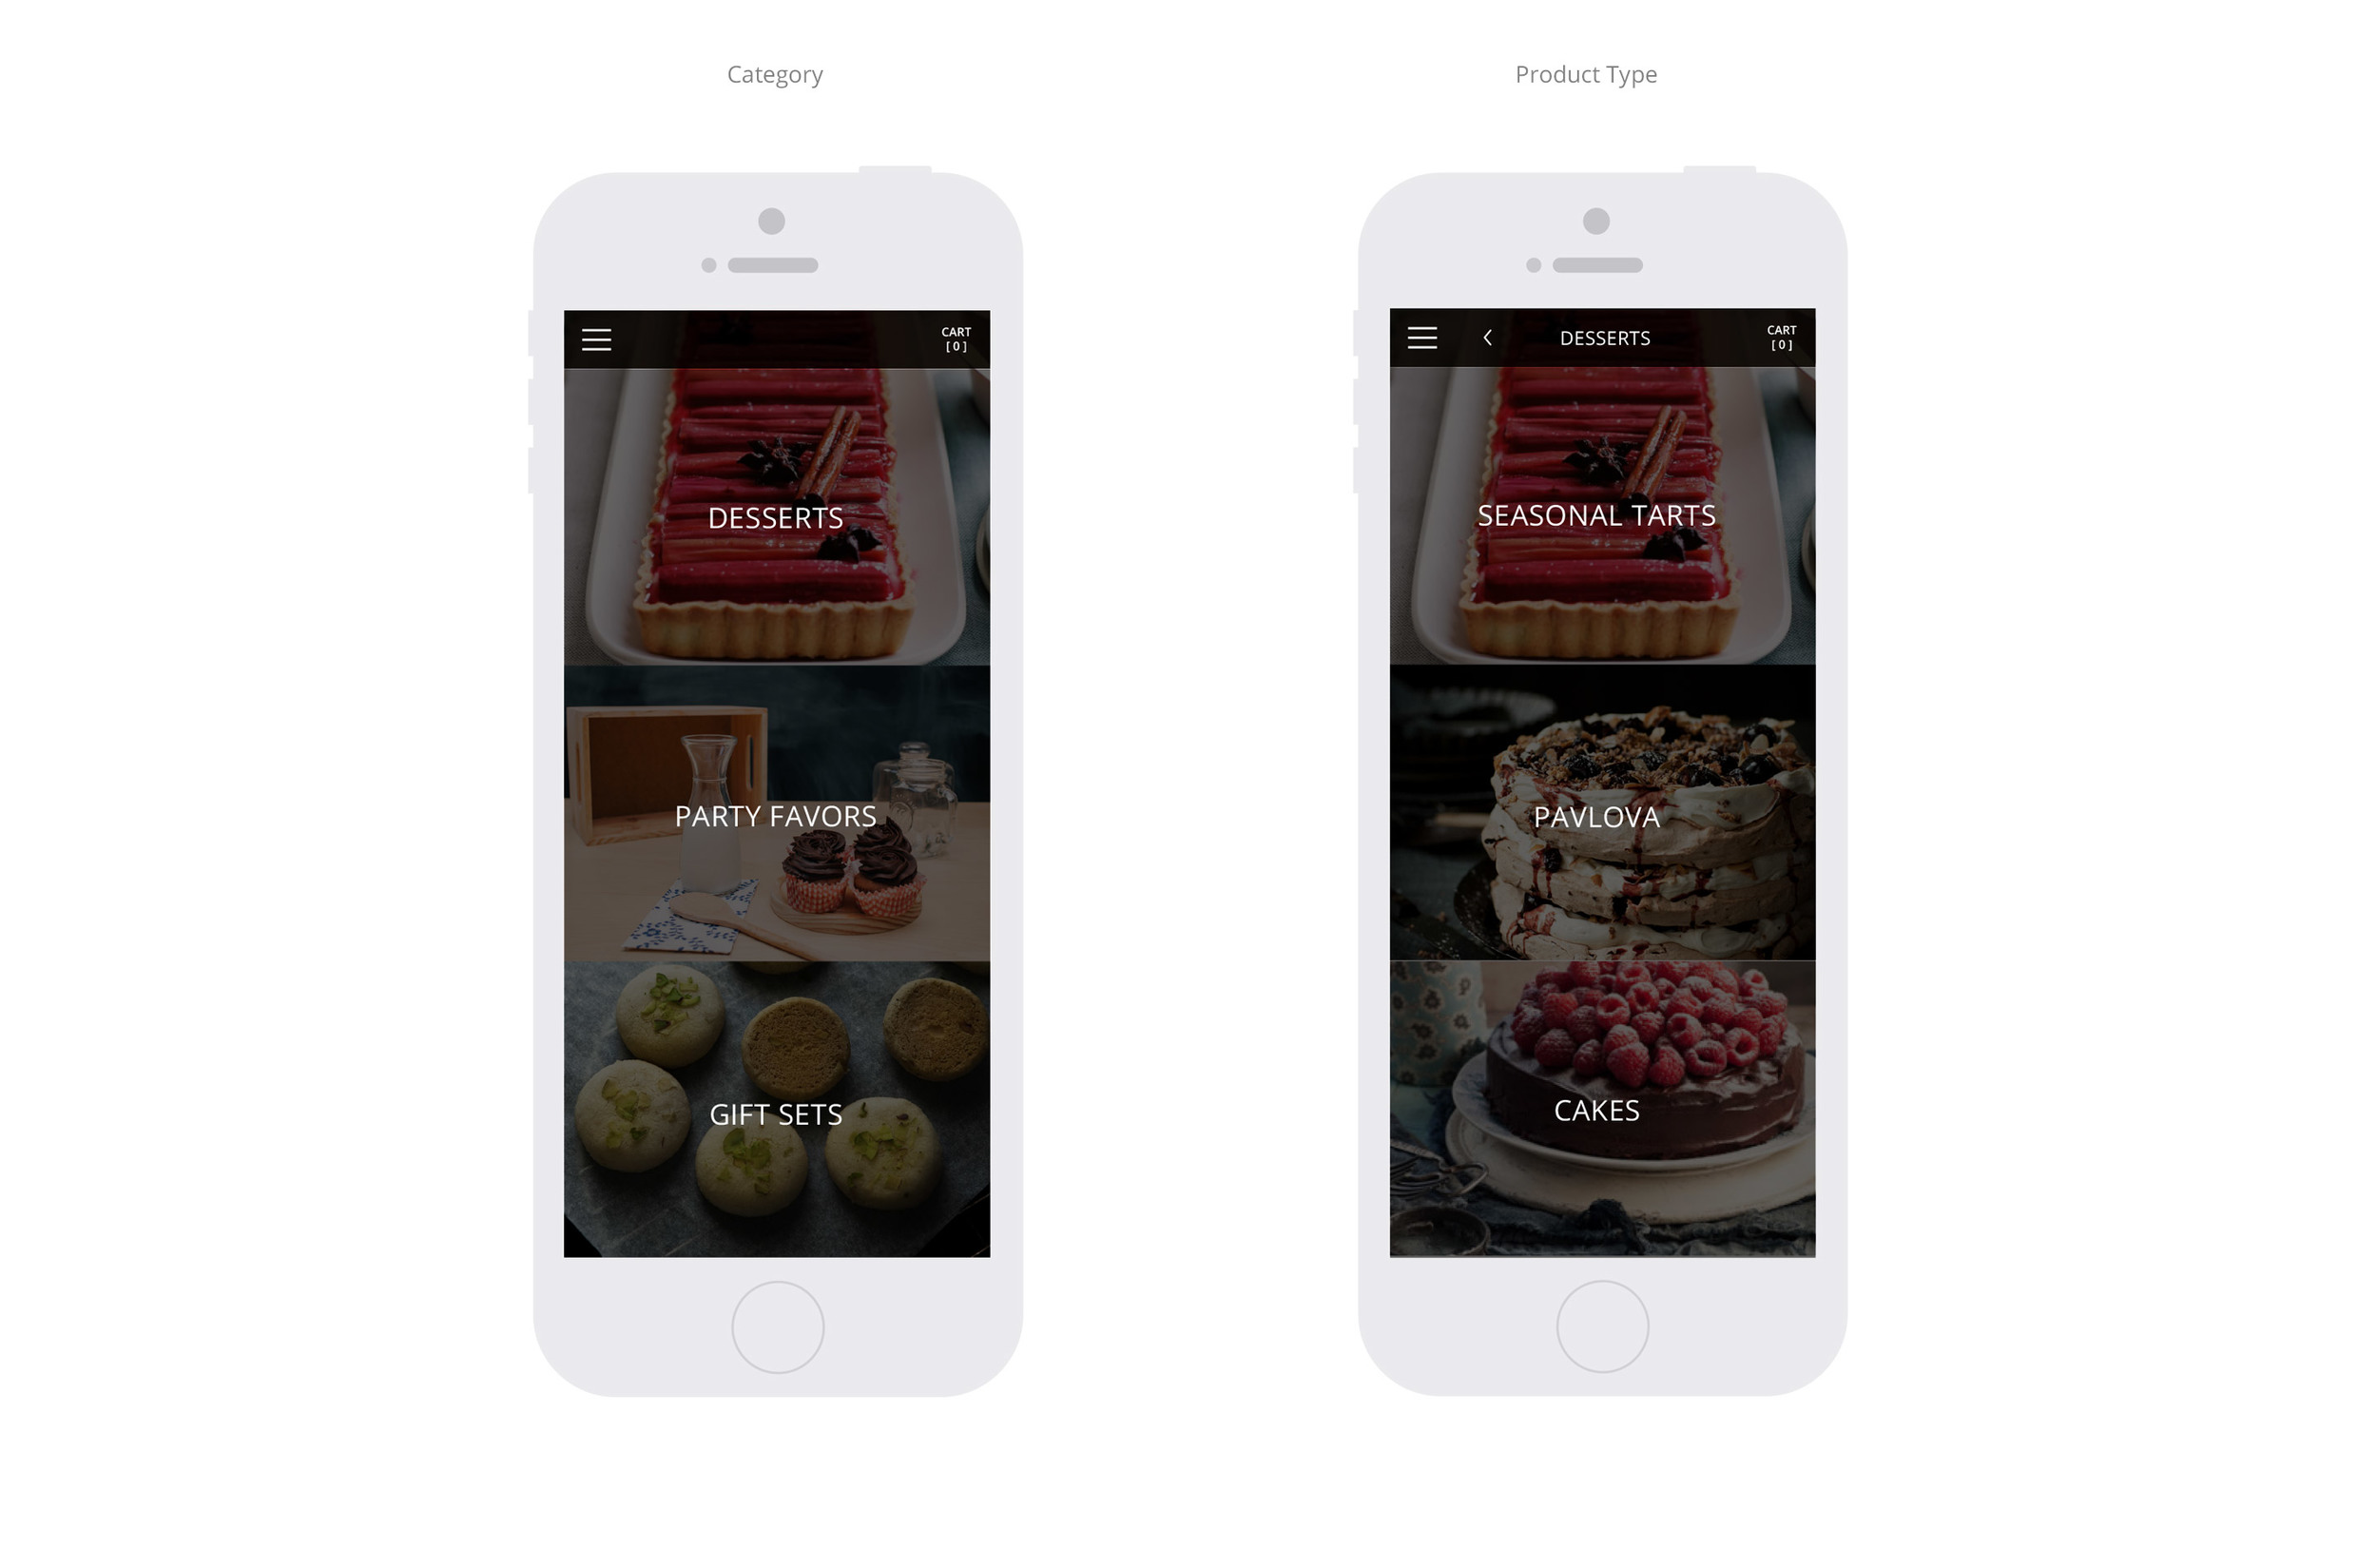 Category
CART
[ 0 ]
DESSERTS
PARTY FAVORS
GIFT SETS
Product Type
DESSERTS
CART
[ 0 ]
SEASONAL TARTS
PAVLOVA
CAKES